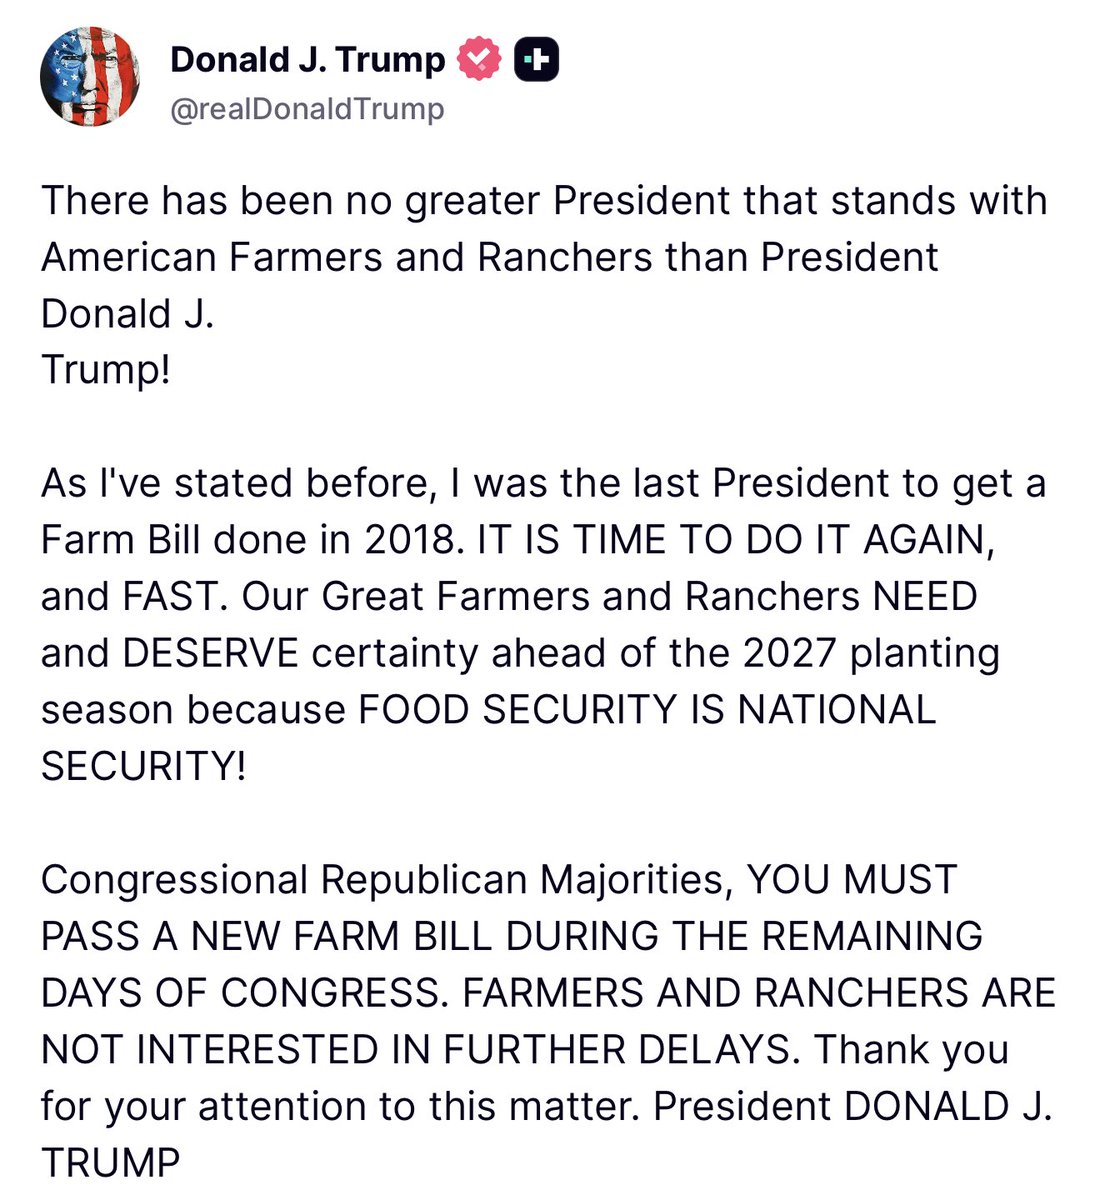 Donald J. Trump
@realDonaldTrump
There has been no greater President that stands with
American Farmers and Ranchers than President
Donald J.
Trump!
As I've stated before, I was the last President to get a
Farm Bill done in 2018. IT IS TIME TO DO IT AGAIN,
and FAST. Our Great Farmers and Ranchers NEED
and DESERVE certainty ahead of the 2027 planting
season because FOOD SECURITY IS NATIONAL
SECURITY!
Congressional Republican Majorities, YOU MUST
PASS A NEW FARM BILL DURING THE REMAINING
DAYS OF CONGRESS. FARMERS AND RANCHERS ARE
NOT INTERESTED IN FURTHER DELAYS. Thank you
for your attention to this matter. President DONALD J.
TRUMP